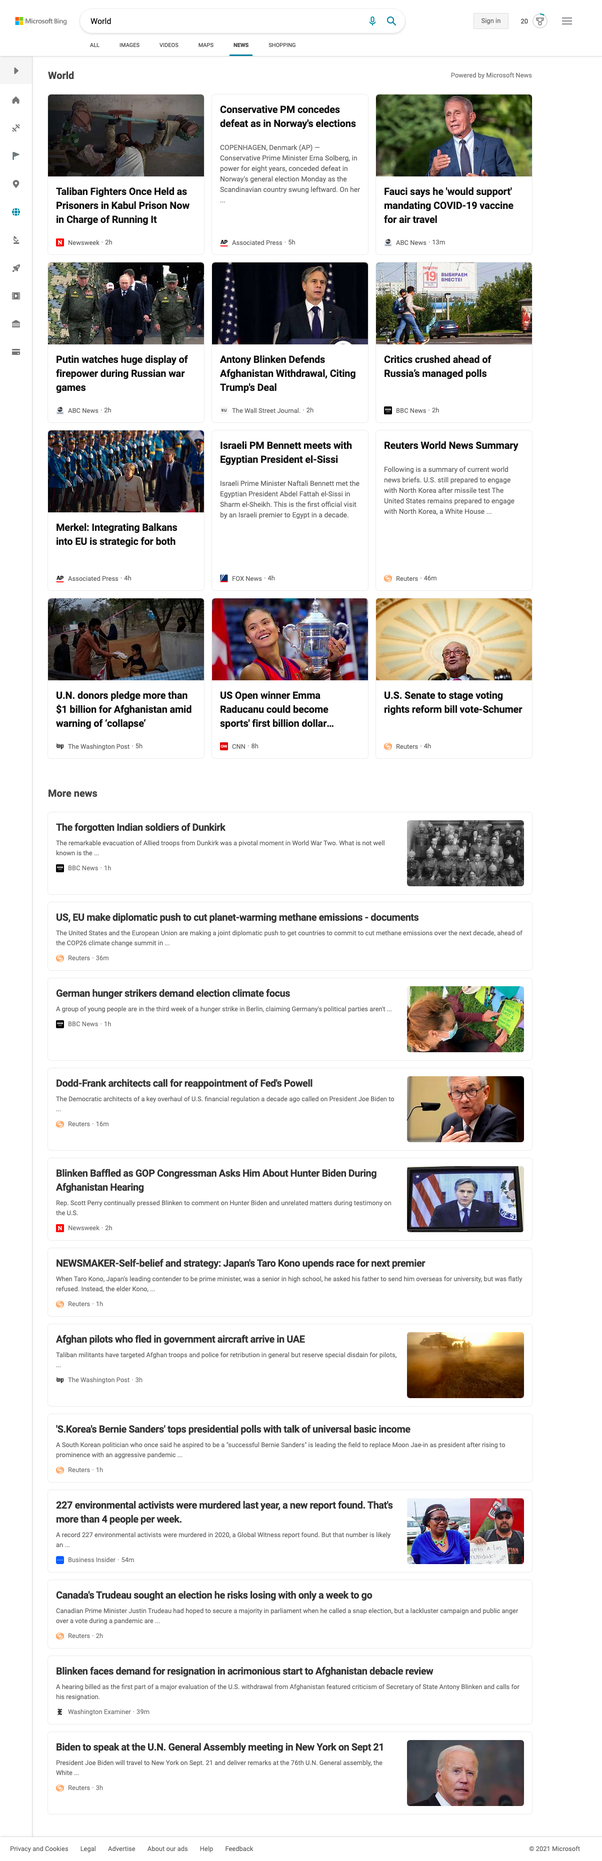 Microsoft Bing
World
Sign in
20
ALL
IMAGES
VIDEOS
MAPS
NEWS
SHOPPING
World
Powered by Microsoft News
Taliban Fighters Once Held as
Prisoners in Kabul Prison Now
in Charge of Running It
Newsweek · 2h
Conservative PM concedes
defeat as in Norway's elections
COPENHAGEN, Denmark (AP) —
Conservative Prime Minister Erna Solberg, in
power for eight years, conceded defeat in
Norway's general election Monday as the
Scandinavian country swung leftward. On her
...
Associated Press · 5h
Fauci says he 'would support'
mandating COVID-19 vaccine
for air travel
ABC News · 13m
Putin watches huge display of
firepower during Russian war
games
ABC News · 2h
Antony Blinken Defends
Afghanistan Withdrawal, Citing
Trump's Deal
The Wall Street Journal. · 2h
19
ВЫБИРАЕМ
ВМЕСТЕ!
Critics crushed ahead of
Russia's managed polls
BBC News · 2h
Merkel: Integrating Balkans
into EU is strategic for both
Associated Press · 4h
Israeli PM Bennett meets with
Egyptian President el-Sissi
Israeli Prime Minister Naftali Bennett met the
Egyptian President Abdel Fattah el-Sissi in
Sharm el-Sheikh. This is the first official visit
by an Israeli premier to Egypt in a decade.
FOX News · 4h
Reuters World News Summary
Following is a summary of current world
news briefs. U.S. still prepared to engage
with North Korea after missile test The
United States remains prepared to engage
with North Korea, a White House ...
Reuters · 46m
U.N. donors pledge more than
$1 billion for Afghanistan amid
warning of 'collapse'
The Washington Post · 5h
US Open winner Emma
Raducanu could become
sports' first billion dollar...
CNN · 8h
U.S. Senate to stage voting
rights reform bill vote-Schumer
Reuters · 4h
More news
The forgotten Indian soldiers of Dunkirk
The remarkable evacuation of Allied troops from Dunkirk was a pivotal moment in World War Two. What is not well
known is the ...
BBC News · 1h
US, EU make diplomatic push to cut planet-warming methane emissions - documents
The United States and the European Union are making a joint diplomatic push to get countries to commit to cut methane emissions over the next decade, ahead of
the COP26 climate change summit in ...
Reuters · 36m
German hunger strikers demand election climate focus
A group of young people are in the third week of a hunger strike in Berlin, claiming Germany's political parties aren't ...
BBC News · 1h
Dodd-Frank architects call for reappointment of Fed's Powell
The Democratic architects of a key overhaul of U.S. financial regulation a decade ago called on President Joe Biden to
...
Reuters · 16m
Blinken Baffled as GOP Congressman Asks Him About Hunter Biden During
Afghanistan Hearing
Rep. Scott Perry continually pressed Blinken to comment on Hunter Biden and unrelated matters during testimony on
the U.S.
Newsweek · 2h
NEWSMAKER-Self-belief and strategy: Japan's Taro Kono upends race for next premier
When Taro Kono, Japan's leading contender to be prime minister, was a senior in high school, he asked his father to send him overseas for university, but was flatly
refused. Instead, the elder Kono, ...
Reuters · 1h
Afghan pilots who fled in government aircraft arrive in UAE
Taliban militants have targeted Afghan troops and police for retribution in general but reserve special disdain for pilots,
...
The Washington Post · 3h
'S.Korea's Bernie Sanders' tops presidential polls with talk of universal basic income
A South Korean politician who once said he aspired to be a "successful Bernie Sanders" is leading the field to replace Moon Jae-in as president after rising to
prominence with an aggressive pandemic ...
Reuters · 1h
227 environmental activists were murdered last year, a new report found. That's
more than 4 people per week.
A record 227 environmental activists were murdered in 2020, a Global Witness report found. But that number is likely
an ...
Business Insider · 54m
Canada's Trudeau sought an election he risks losing with only a week to go
Canadian Prime Minister Justin Trudeau had hoped to secure a majority in parliament when he called a snap election, but a lackluster campaign and public anger
over a vote during a pandemic are ...
Reuters · 2h
Blinken faces demand for resignation in acrimonious start to Afghanistan debacle review
A hearing billed as the first part of a major evaluation of the U.S. withdrawal from Afghanistan featured criticism of Secretary of State Antony Blinken and calls for
his resignation.
Washington Examiner · 39m
Biden to speak at the U.N. General Assembly meeting in New York on Sept 21
President Joe Biden will travel to New York on Sept. 21 and deliver remarks at the 76th U.N. General assembly, the
White ...
Reuters · 3h
Privacy and Cookies
Legal
Advertise
About our ads
Help
Feedback
© 2021 Microsoft